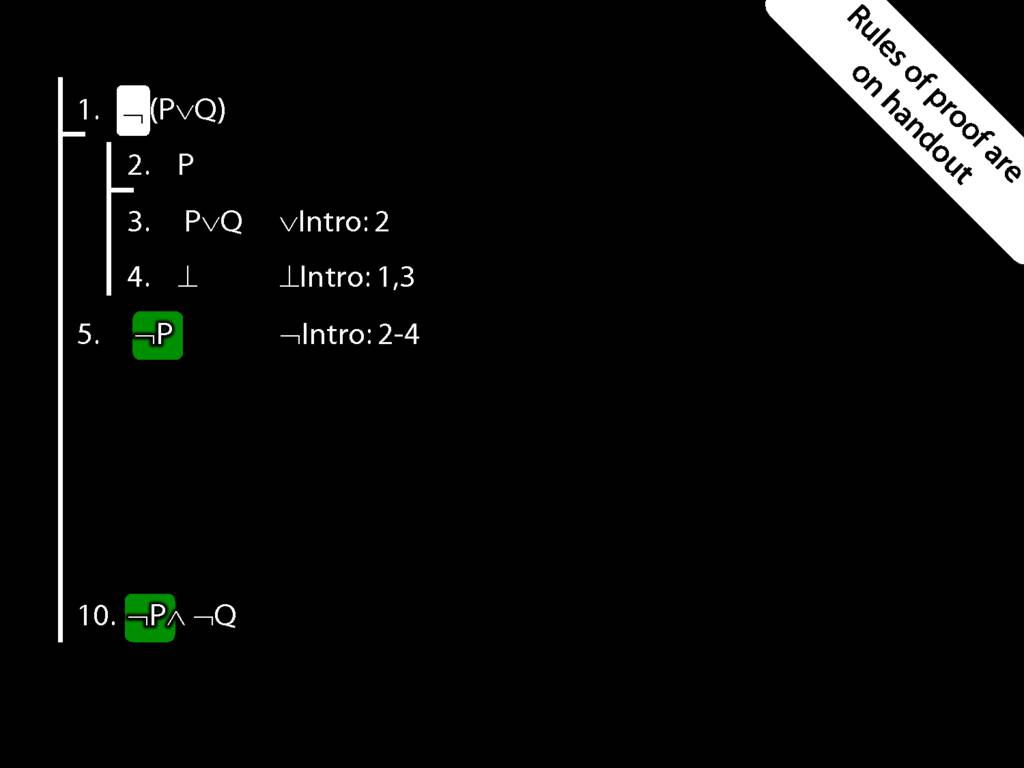 Rules of proof are
on handout
1. ¬(P∨Q)
2. P
3. P∨Q ∨Intro: 2
4. ⊥ ⊥Intro: 1,3
5. ¬P ¬Intro: 2-4
10. ¬P∧ ¬Q